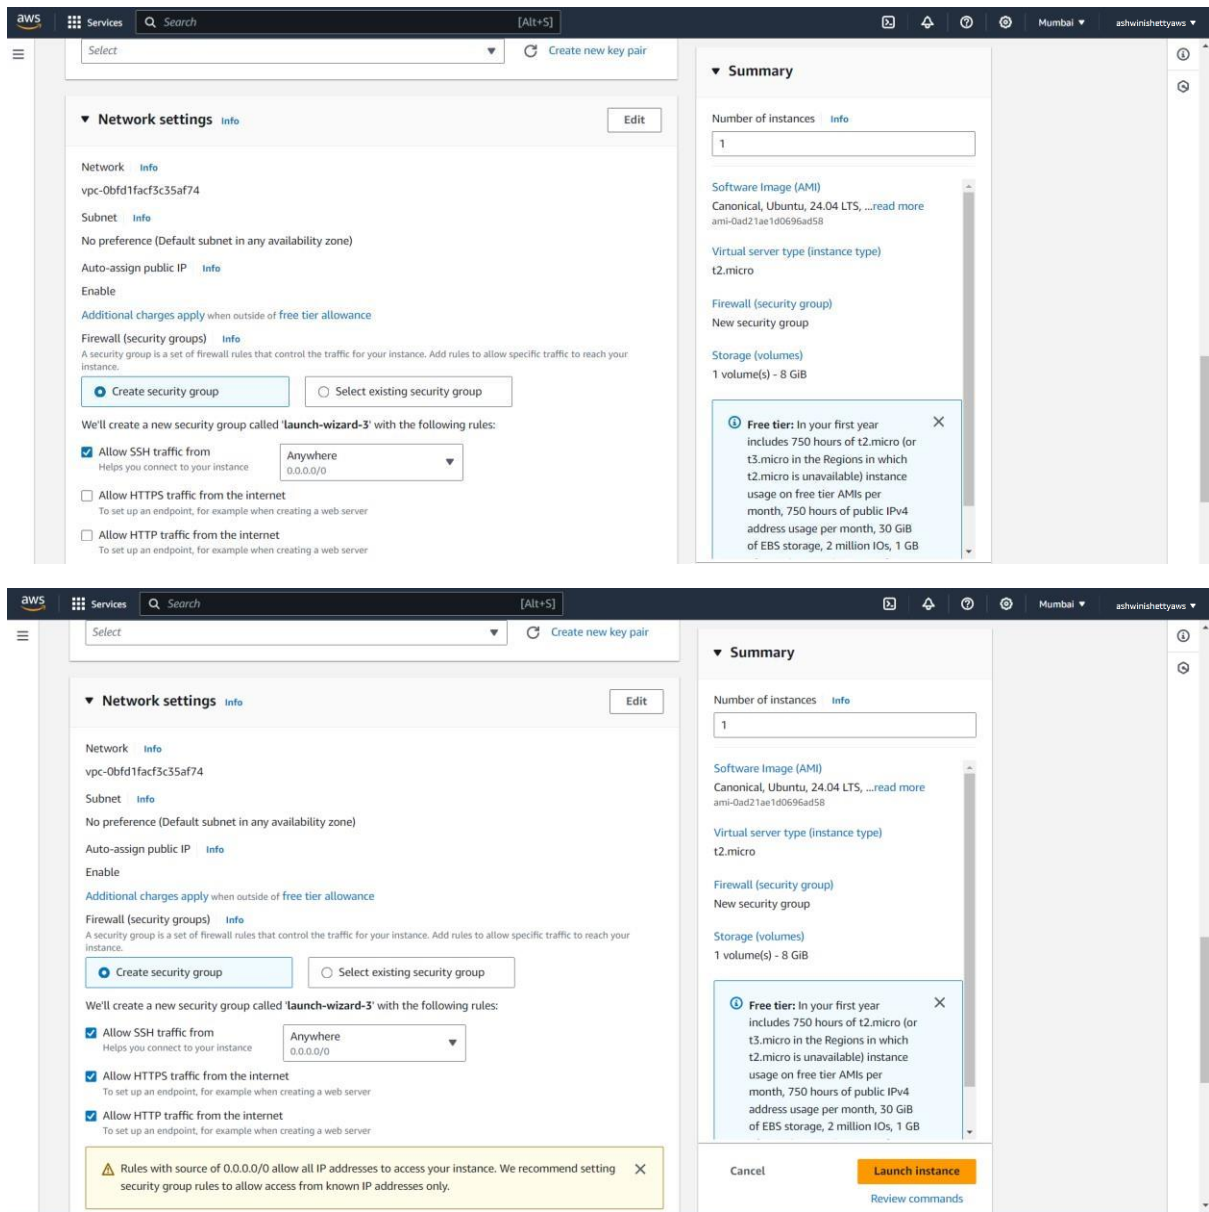 aws Services Search [Alt+S] Mumbai ashwinishettyaws
Select Create new key pair
Network settings Info Edit
Network Info
vpc-0bfd1facf3c35af74
Subnet Info
No preference (Default subnet in any availability zone)
Auto-assign public IP Info
Enable
Additional charges apply when outside of free tier allowance
Firewall (security groups) Info
A security group is a set of firewall rules that control the traffic for your instance. Add rules to allow specific traffic to reach your
instance.
Create security group Select existing security group
We'll create a new security group called 'launch-wizard-3' with the following rules:
Allow SSH traffic from
Helps you connect to your instance
Anywhere
0.0.0.0/0
Allow HTTPS traffic from the internet
To set up an endpoint, for example when creating a web server
Allow HTTP traffic from the internet
To set up an endpoint, for example when creating a web server
Summary
Number of instances Info
1
Software Image (AMI)
Canonical, Ubuntu, 24.04 LTS, ...read more
ami-0ad21ae1d0696ad58
Virtual server type (instance type)
t2.micro
Firewall (security group)
New security group
Storage (volumes)
1 volume(s) - 8 GiB
Free tier: In your first year
includes 750 hours of t2.micro (or
t3.micro in the Regions in which
t2.micro is unavailable) instance
usage on free tier AMIs per
month, 750 hours of public IPv4
address usage per month, 30 GiB
of EBS storage, 2 million IOs, 1 GB
aws Services Search [Alt+S] Mumbai ashwinishettyaws
Select Create new key pair
Network settings Info Edit
Network Info
vpc-0bfd1facf3c35af74
Subnet Info
No preference (Default subnet in any availability zone)
Auto-assign public IP Info
Enable
Additional charges apply when outside of free tier allowance
Firewall (security groups) Info
A security group is a set of firewall rules that control the traffic for your instance. Add rules to allow specific traffic to reach your
instance.
Create security group Select existing security group
We'll create a new security group called 'launch-wizard-3' with the following rules:
Allow SSH traffic from
Helps you connect to your instance
Anywhere
0.0.0.0/0
Allow HTTPS traffic from the internet
To set up an endpoint, for example when creating a web server
Allow HTTP traffic from the internet
To set up an endpoint, for example when creating a web server
Rules with source of 0.0.0.0/0 allow all IP addresses to access your instance. We recommend setting
security group rules to allow access from known IP addresses only.
Summary
Number of instances Info
1
Software Image (AMI)
Canonical, Ubuntu, 24.04 LTS, ...read more
ami-0ad21ae1d0696ad58
Virtual server type (instance type)
t2.micro
Firewall (security group)
New security group
Storage (volumes)
1 volume(s) - 8 GiB
Free tier: In your first year
includes 750 hours of t2.micro (or
t3.micro in the Regions in which
t2.micro is unavailable) instance
usage on free tier AMIs per
month, 750 hours of public IPv4
address usage per month, 30 GiB
of EBS storage, 2 million IOs, 1 GB
Cancel Launch instance
Review commands